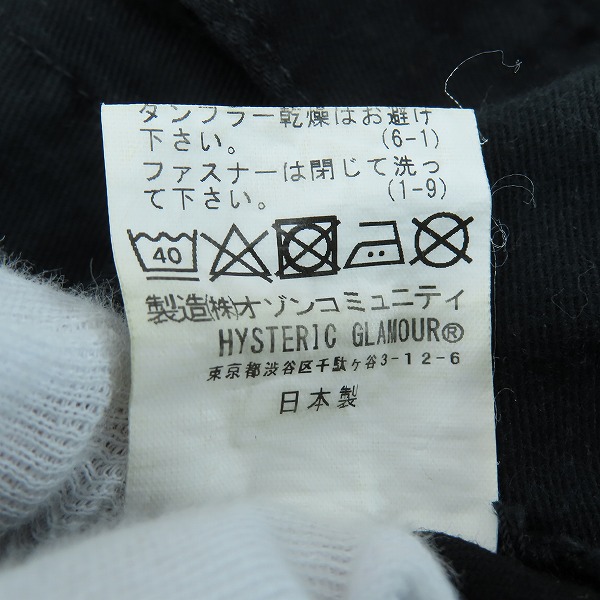 タンブラー乾燥はお避け
下さい。 (6-1)
ファスナーは閉じて洗っ
て下さい。 (1-9)
40
製造㈱オゾンコミュニティ
HYSTERIC GLAMOUR®
東京都渋谷区千駄ヶ谷3-12-6
日本製